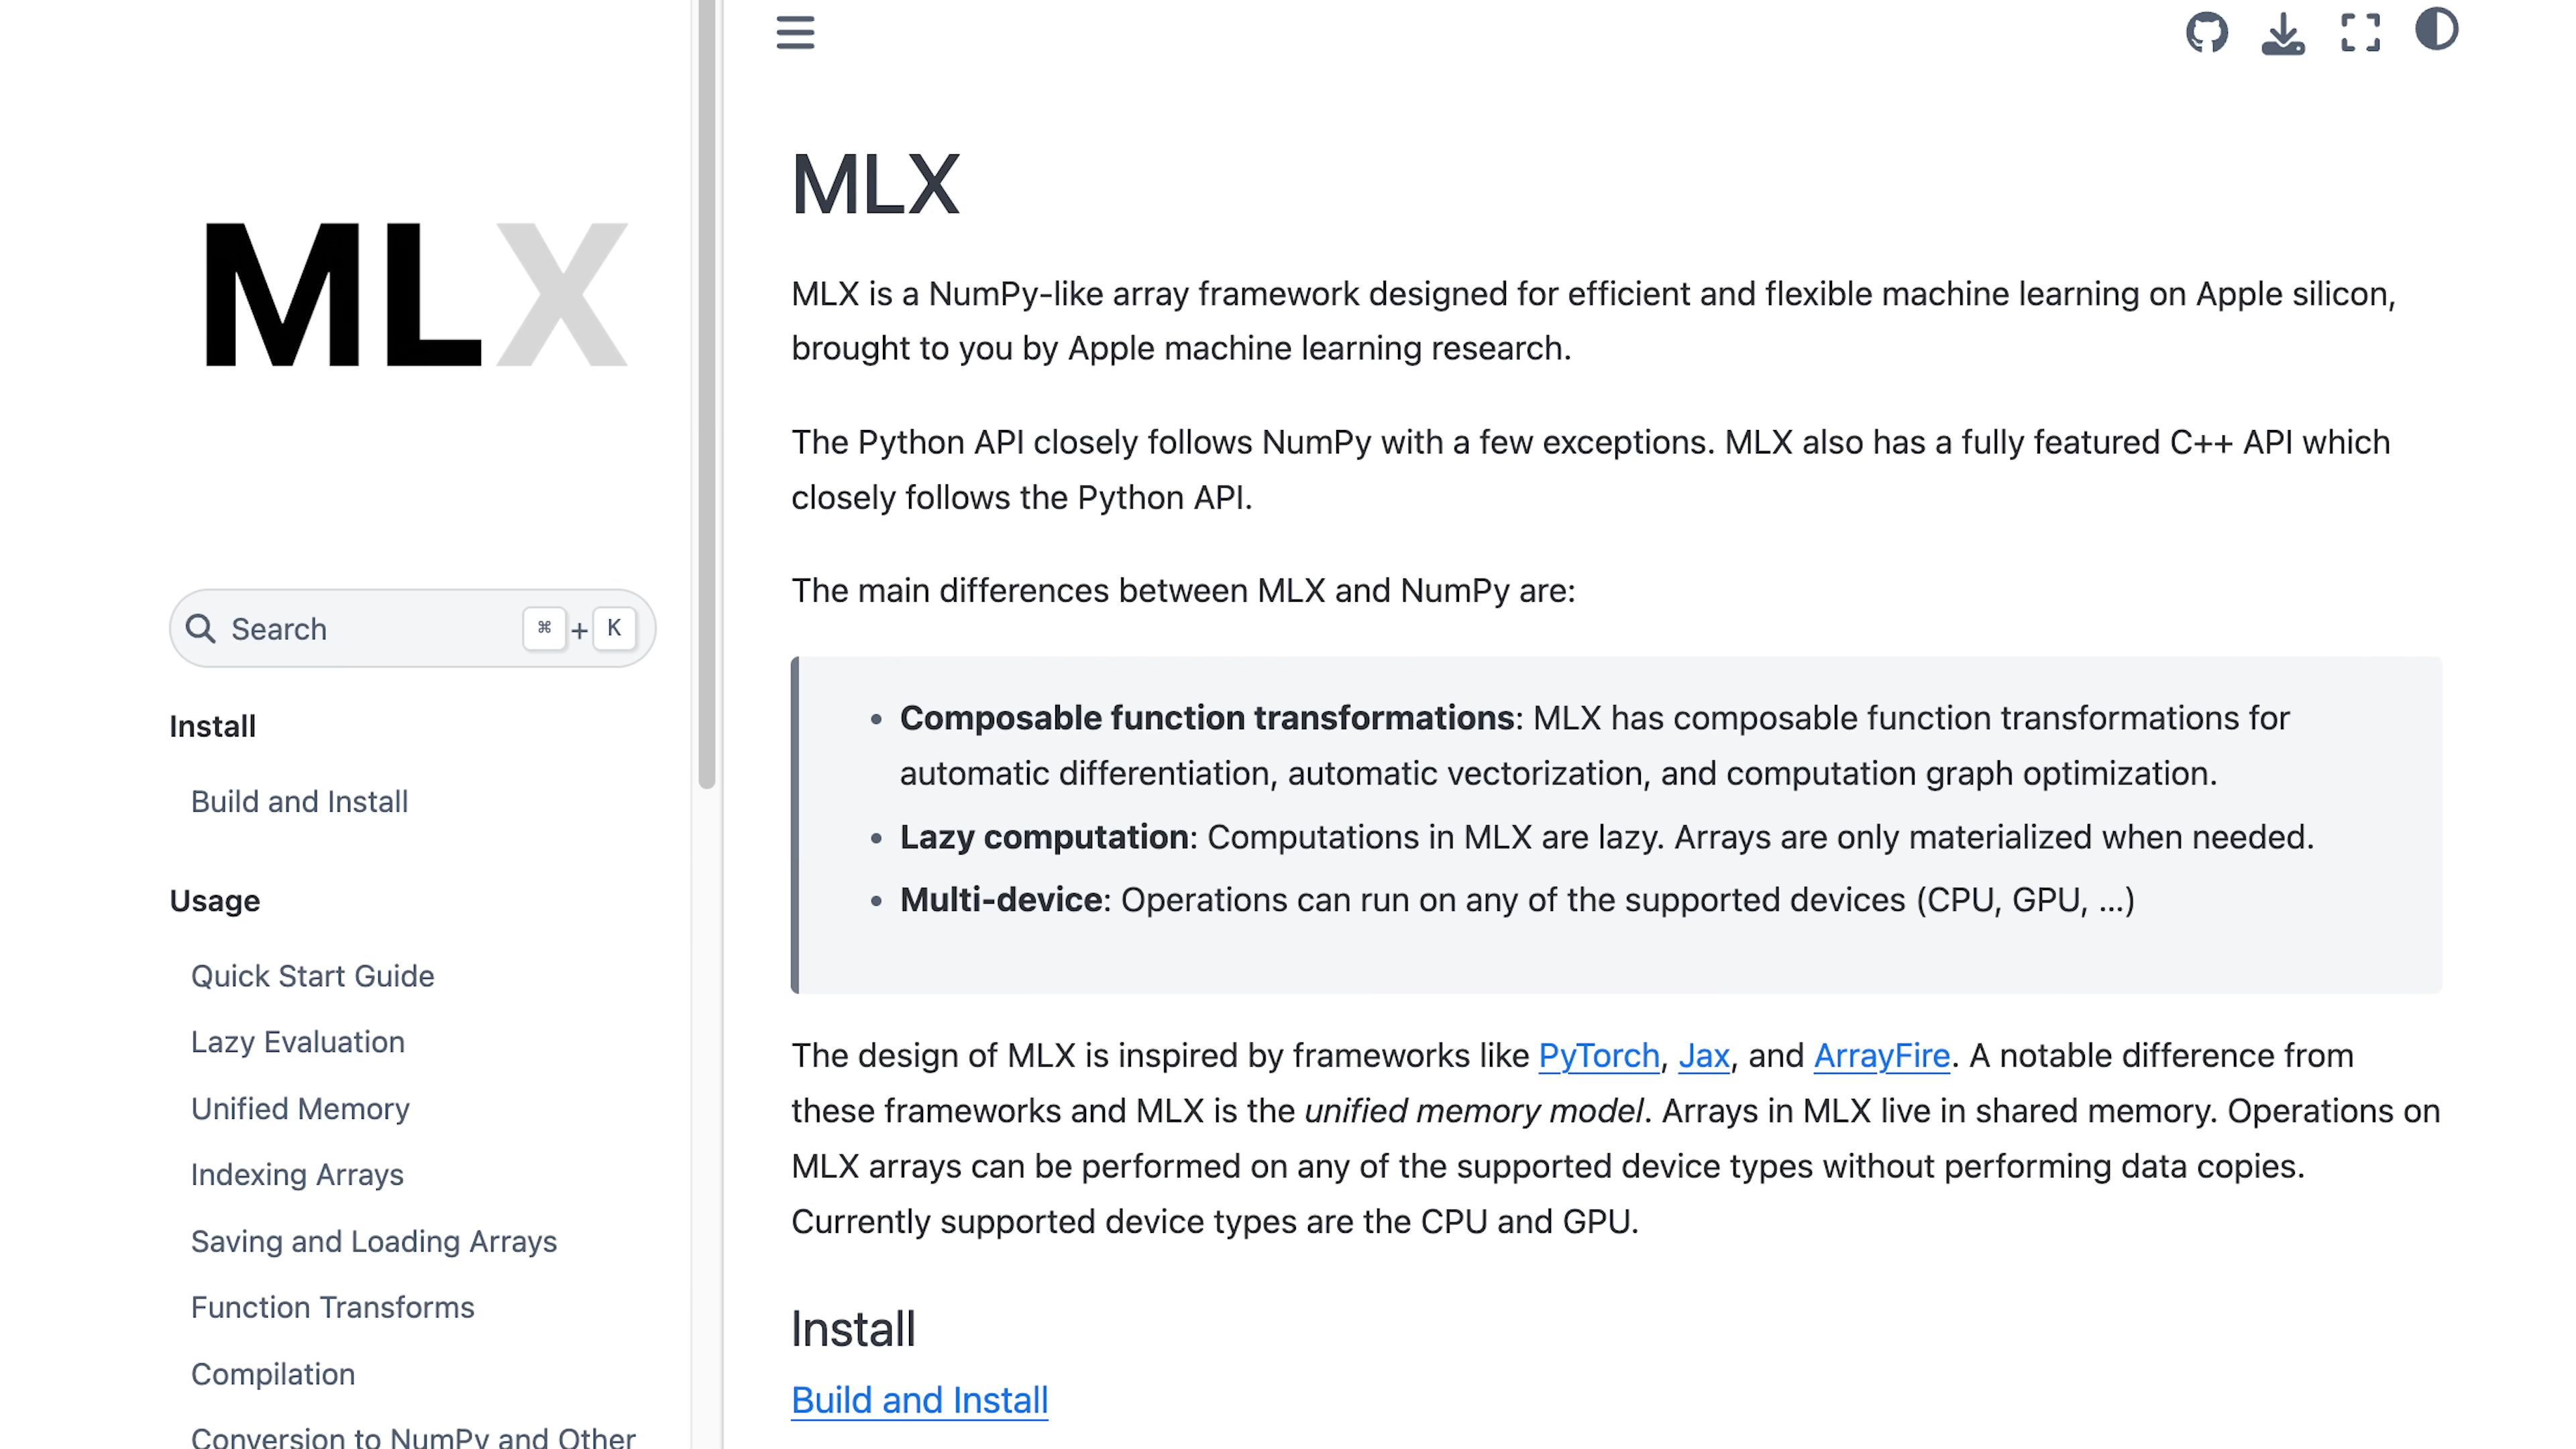 MLX
Search
⌘ + K
Install
Build and Install
Usage
Quick Start Guide
Lazy Evaluation
Unified Memory
Indexing Arrays
Saving and Loading Arrays
Function Transforms
Compilation
Conversion to NumPy and Other
MLX
MLX is a NumPy-like array framework designed for efficient and flexible machine learning on Apple silicon,
brought to you by Apple machine learning research.
The Python API closely follows NumPy with a few exceptions. MLX also has a fully featured C++ API which
closely follows the Python API.
The main differences between MLX and NumPy are:
• Composable function transformations: MLX has composable function transformations for
automatic differentiation, automatic vectorization, and computation graph optimization.
• Lazy computation: Computations in MLX are lazy. Arrays are only materialized when needed.
• Multi-device: Operations can run on any of the supported devices (CPU, GPU, …)
The design of MLX is inspired by frameworks like PyTorch, Jax, and ArrayFire. A notable difference from
these frameworks and MLX is the unified memory model. Arrays in MLX live in shared memory. Operations on
MLX arrays can be performed on any of the supported device types without performing data copies.
Currently supported device types are the CPU and GPU.
Install
Build and Install